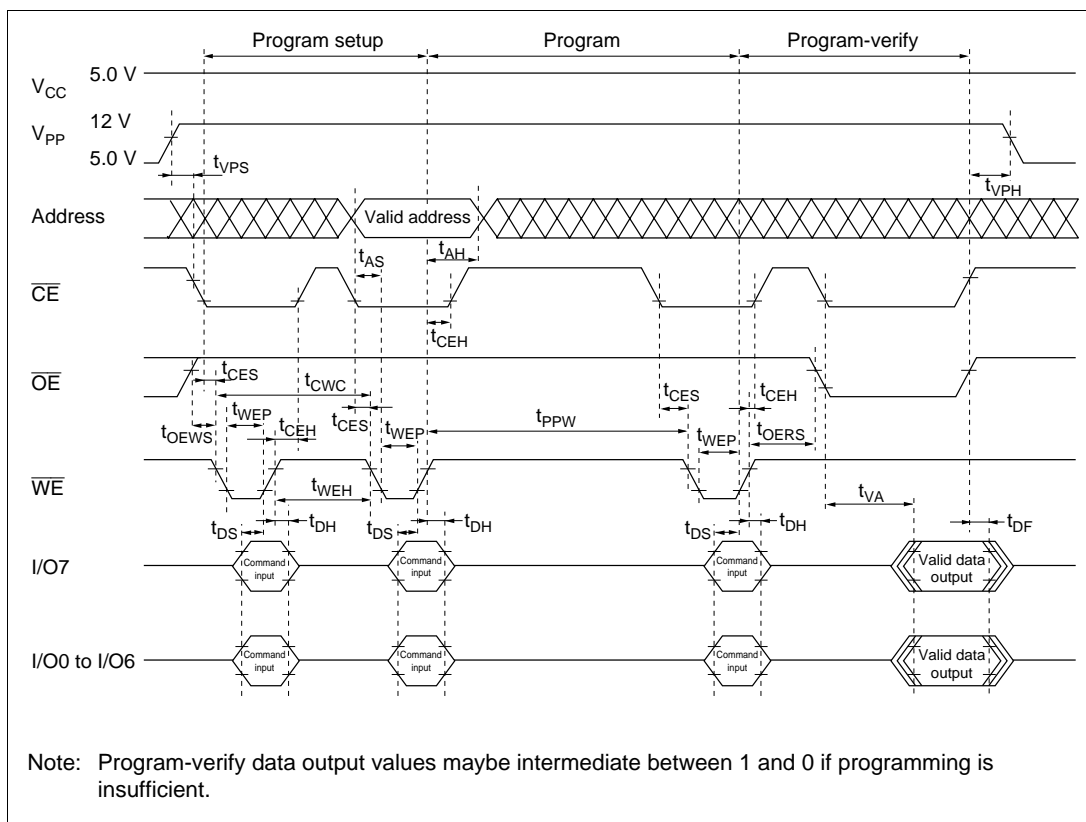 Program setup Program Program-verify
VCC 5.0 V
VPP 12 V
5.0 V
tVPS
tVPH
Address Valid address
tAH
tAS
CE
tCEH
OE
tCES tCWC tCES tCEH
tCES
tWEP tWEP tPPW tWEP tOERS
tOEWS tCEH
WE
tWEH tVA
tDS tDH tDS tDH tDS tDH tDF
I/O7 Command input Command input Command input Valid data output
I/O0 to I/O6 Command input Command input Command input Valid data output
Note: Program-verify data output values maybe intermediate between 1 and 0 if programming is
insufficient.